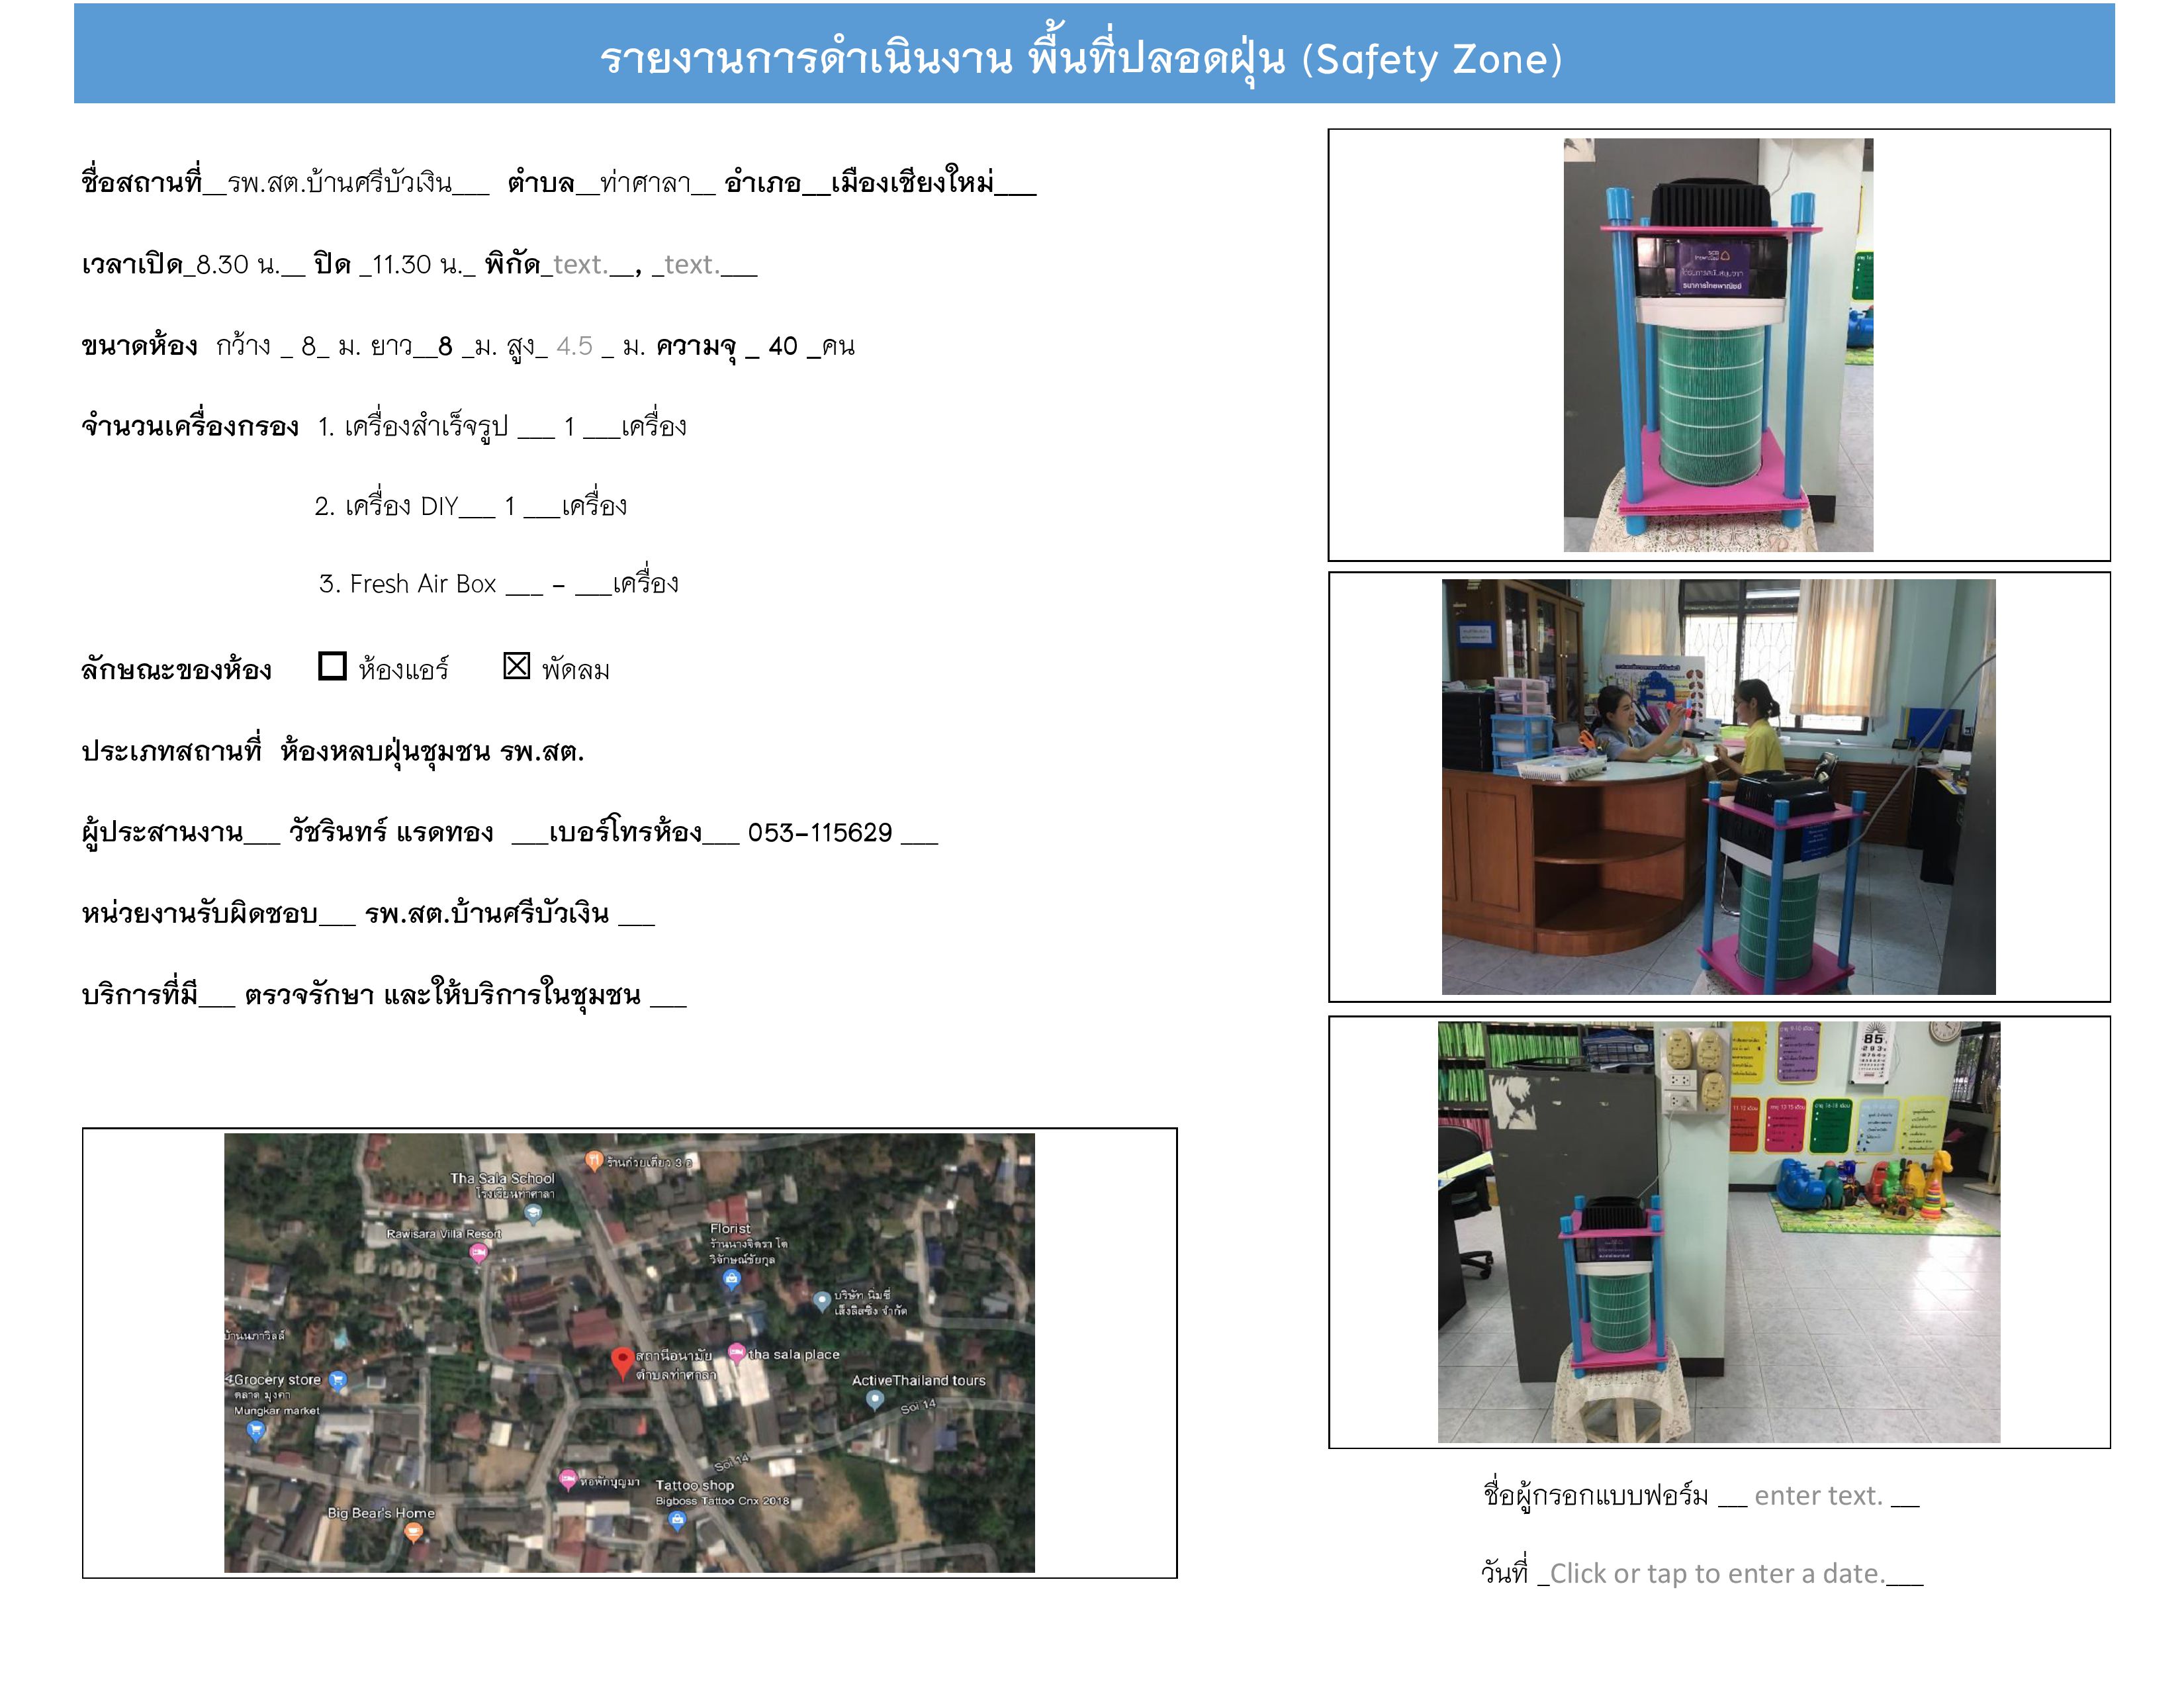 รายงานการดำเนินงาน พื้นที่ปลอดฝุ่น (Safety Zone)
ชื่อสถานที่__รพ.สต.บ้านศรีบัวเงิน___ ตำบล__ท่าศาลา__ อำเภอ__เมืองเชียงใหม่___
เวลาเปิด_8.30 น.__ ปิด _11.30 น._ พิกัด_text.__, _text.___
ขนาดห้อง กว้าง _ 8_ ม. ยาว__8 _ม. สูง_ 4.5 _ ม. ความจุ _ 40 _คน
จำนวนเครื่องกรอง 1. เครื่องสำเร็จรูป ___ 1 ___เครื่อง
2. เครื่อง DIY___ 1 ___เครื่อง
3. Fresh Air Box ___ - ___เครื่อง
ลักษณะของห้อง ☐ ห้องแอร์ ☒ พัดลม
ประเภทสถานที่ ห้องหลบฝุ่นชุมชน รพ.สต.
ผู้ประสานงาน___ วัชรินทร์ แรดทอง ___เบอร์โทรห้อง___ 053-115629 ___
หน่วยงานรับผิดชอบ___ รพ.สต.บ้านศรีบัวเงิน ___
บริการที่มี___ ตรวจรักษา และให้บริการในชุมชน ___
ร้านก๋วยเตี๋ยว 3
Tha Sala School
โรงเรียนท่าศาลา
Rawisara Villa Resort
Florist
ร้านนางจิตรา โต
วิจักษณ์ชัยกุล
บริษัท นิมซี่
เส็งลิสซิ่ง จำกัด
บ้านนภาวิลล์
สถานีอนามัย
ตำบลท่าศาลา
tha sala place
Grocery store
ตลาด มุงคา
Mungkar market
ActiveThailand tours
Soi 14
Soi 14
หอพักบุญมา
Tattoo shop
Bigboss Tattoo Cnx 2018
Big Bear's Home
ธนาคารไทยพาณิชย์
85
ชื่อผู้กรอกแบบฟอร์ม __ enter text. __
วันที่ _Click or tap to enter a date.___